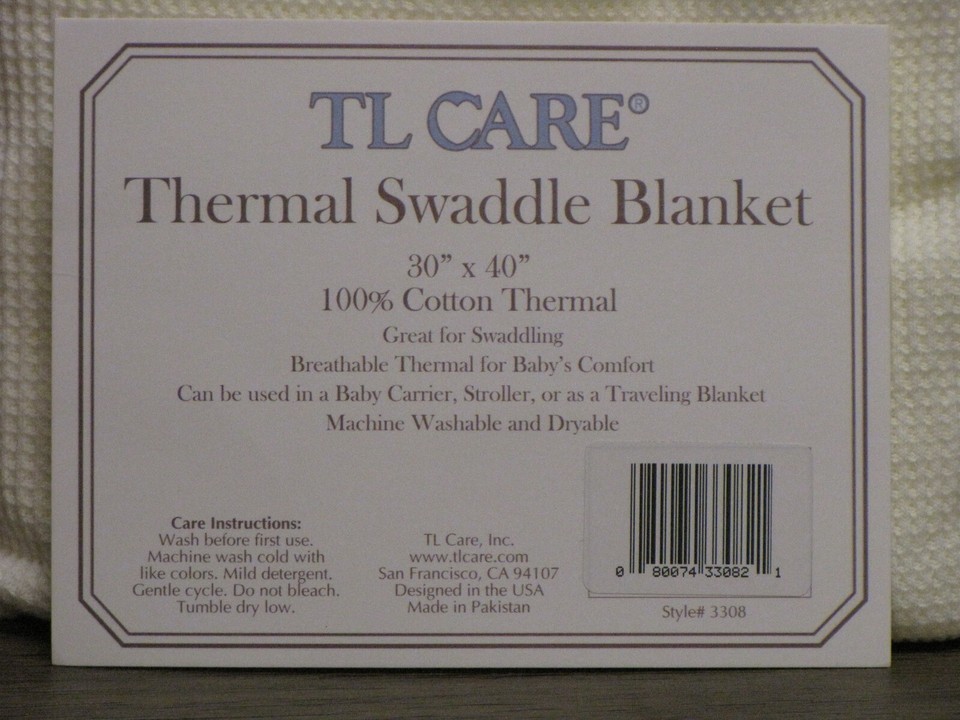 TL CARE®
Thermal Swaddle Blanket
30” x 40”
100% Cotton Thermal
Great for Swaddling
Breathable Thermal for Baby’s Comfort
Can be used in a Baby Carrier, Stroller, or as a Traveling Blanket
Machine Washable and Dryable
Care Instructions:
Wash before first use.
Machine wash cold with
like colors. Mild detergent.
Gentle cycle. Do not bleach.
Tumble dry low.
TL Care, Inc.
www.tlcare.com
San Francisco, CA 94107
Designed in the USA
Made in Pakistan
0 80074 33082 1
Style# 3308